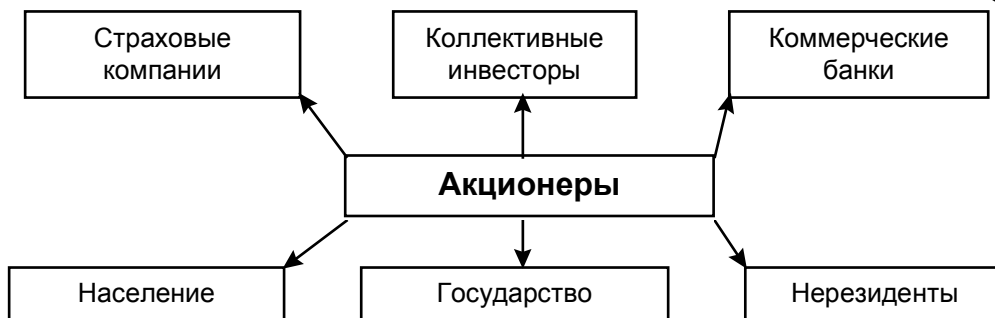 Страховые
компании
Коллективные
инвесторы
Коммерческие
банки
Акционеры
Население
Государство
Нерезиденты